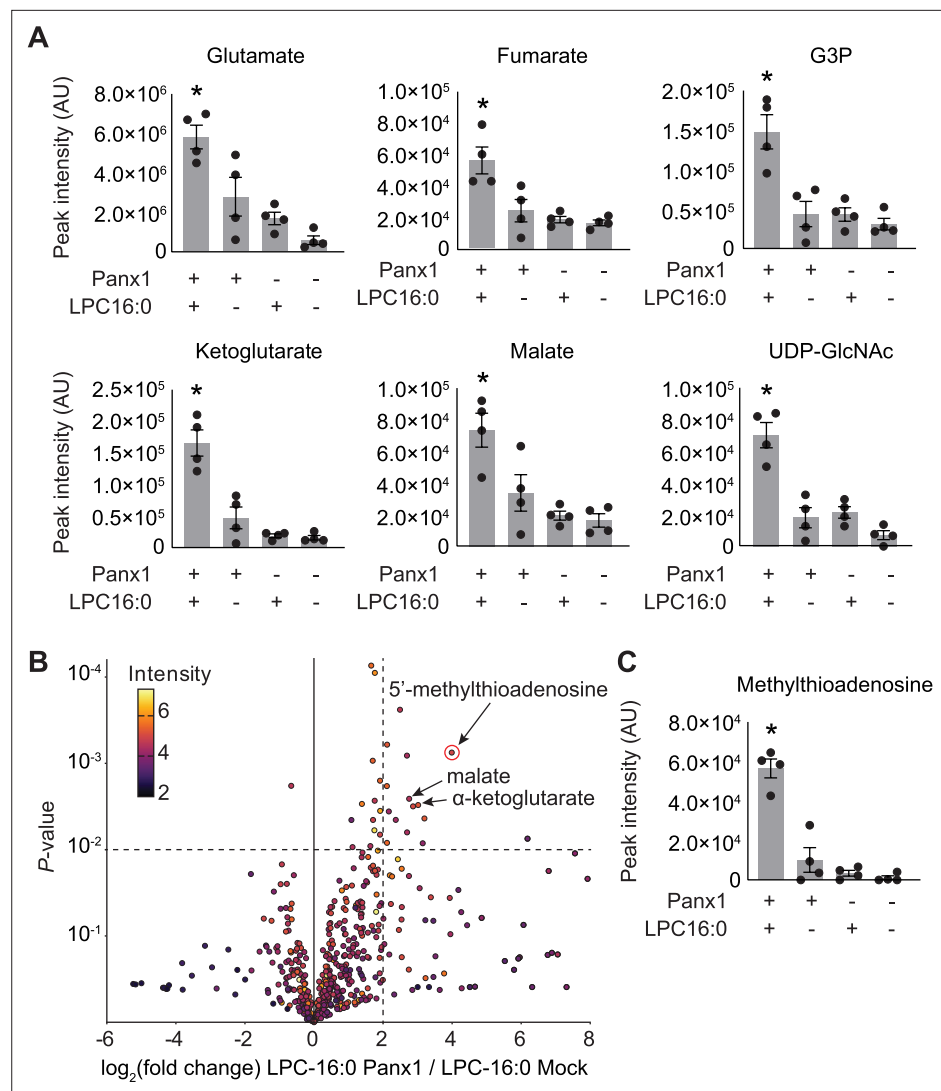 A
Glutamate
Peak intensity (AU)
8.0×10⁶
6.0×10⁶
4.0×10⁶
2.0×10⁶
0
*
Panx1 + + - -
LPC16:0 + - + -
Fumarate
1.0×10⁵
8.0×10⁴
6.0×10⁴
4.0×10⁴
2.0×10⁴
0
*
Panx1 + + - -
LPC16:0 + - + -
G3P
2.0×10⁵
1.5×10⁵
1.0×10⁵
0.5×10⁵
0
*
Panx1 + + - -
LPC16:0 + - + -
Ketoglutarate
Peak intensity (AU)
2.5×10⁵
2.0×10⁵
1.5×10⁵
1.0×10⁵
0.5×10⁵
0
*
Panx1 + + - -
LPC16:0 + - + -
Malate
1.0×10⁵
8.0×10⁴
6.0×10⁴
4.0×10⁴
2.0×10⁴
0
*
Panx1 + + - -
LPC16:0 + - + -
UDP-GlcNAc
1.0×10⁵
8.0×10⁴
6.0×10⁴
4.0×10⁴
2.0×10⁴
0
*
Panx1 + + - -
LPC16:0 + - + -
B
P-value
10⁻⁴
10⁻³
10⁻²
10⁻¹
Intensity
6
4
2
5'-methylthioadenosine
malate
α-ketoglutarate
-6 -4 -2 0 2 4 6 8
log₂(fold change) LPC-16:0 Panx1 / LPC-16:0 Mock
C
Methylthioadenosine
Peak intensity (AU)
8.0×10⁴
6.0×10⁴
4.0×10⁴
2.0×10⁴
0
*
Panx1 + + - -
LPC16:0 + - + -